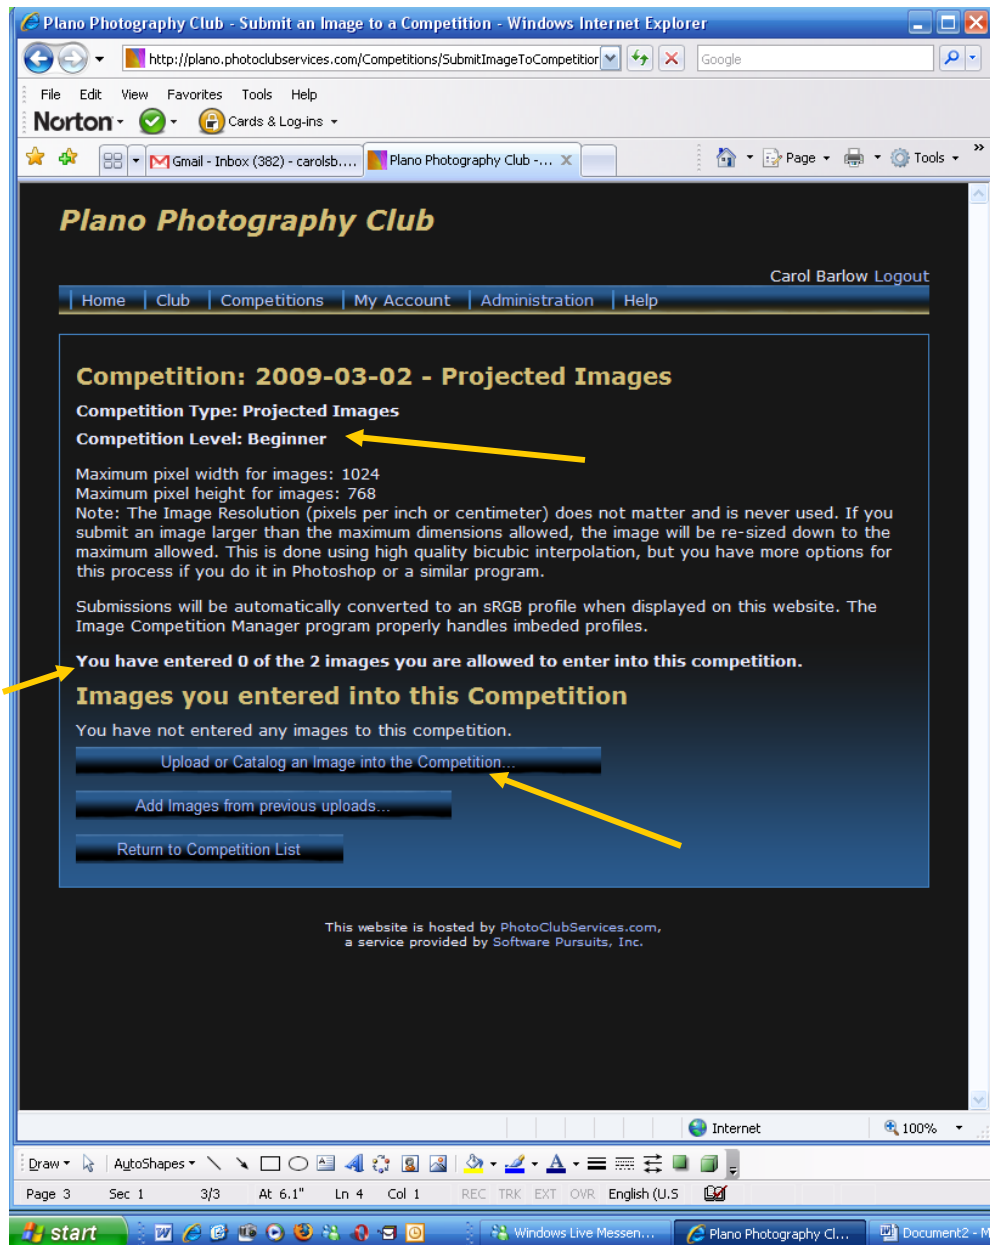 Plano Photography Club - Submit an Image to a Competition - Windows Internet Explorer
http://plano.photoclubservices.com/Competitions/SubmitImageToCompetition
Google
File Edit View Favorites Tools Help
Norton Cards & Log-ins
Gmail - Inbox (382) - carolsb.... Plano Photography Club -... Page Tools »
Plano Photography Club
Carol Barlow Logout
Home Club Competitions My Account Administration Help
Competition: 2009-03-02 - Projected Images
Competition Type: Projected Images
Competition Level: Beginner
Maximum pixel width for images: 1024
Maximum pixel height for images: 768
Note: The Image Resolution (pixels per inch or centimeter) does not matter and is never used. If you
submit an image larger than the maximum dimensions allowed, the image will be re-sized down to the
maximum allowed. This is done using high quality bicubic interpolation, but you have more options for
this process if you do it in Photoshop or a similar program.
Submissions will be automatically converted to an sRGB profile when displayed on this website. The
Image Competition Manager program properly handles imbeded profiles.
You have entered 0 of the 2 images you are allowed to enter into this competition.
Images you entered into this Competition
You have not entered any images to this competition.
Upload or Catalog an Image into the Competition...
Add Images from previous uploads...
Return to Competition List
This website is hosted by PhotoClubServices.com,
a service provided by Software Pursuits, Inc.
Internet 100%
Draw AutoShapes
Page 3 Sec 1 3/3 At 6.1" Ln 4 Col 1 REC TRK EXT OVR English (U.S
start Windows Live Messen... Plano Photography Cl... Document2 - M